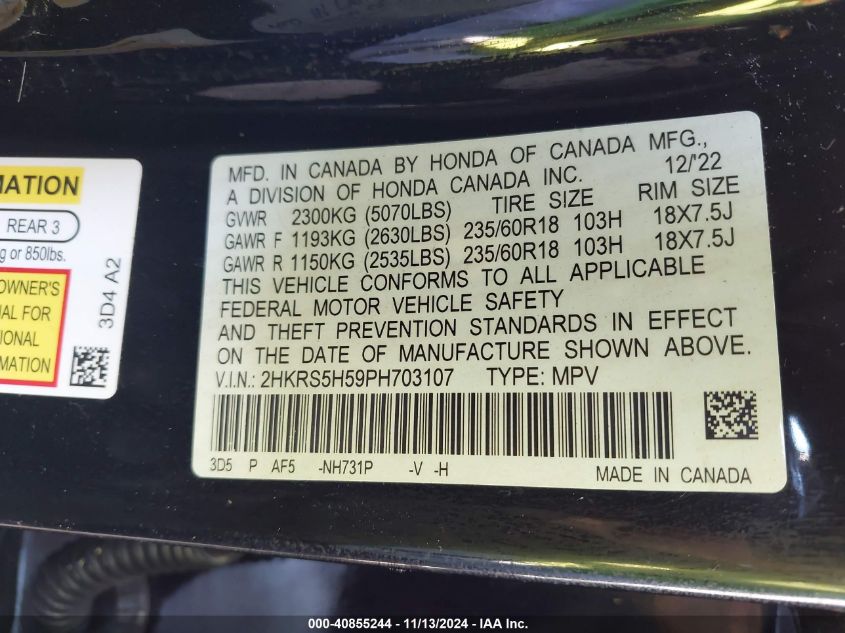 MATION
REAR 3
g or 850lbs.
OWNER'S
UAL FOR
TIONAL
RMATION
3D4 A2
MFD. IN CANADA BY HONDA OF CANADA MFG.,
A DIVISION OF HONDA CANADA INC. 12/'22
GVWR 2300KG (5070LBS) TIRE SIZE RIM SIZE
GAWR F 1193KG (2630LBS) 235/60R18 103H 18X7.5J
GAWR R 1150KG (2535LBS) 235/60R18 103H 18X7.5J
THIS VEHICLE CONFORMS TO ALL APPLICABLE
FEDERAL MOTOR VEHICLE SAFETY
AND THEFT PREVENTION STANDARDS IN EFFECT
ON THE DATE OF MANUFACTURE SHOWN ABOVE.
V.I.N.: 2HKRS5H59PH703107 TYPE: MPV
3D5 P AF5 -NH731P -V -H
MADE IN CANADA
000-40855244 - 11/13/2024 - IAA Inc.